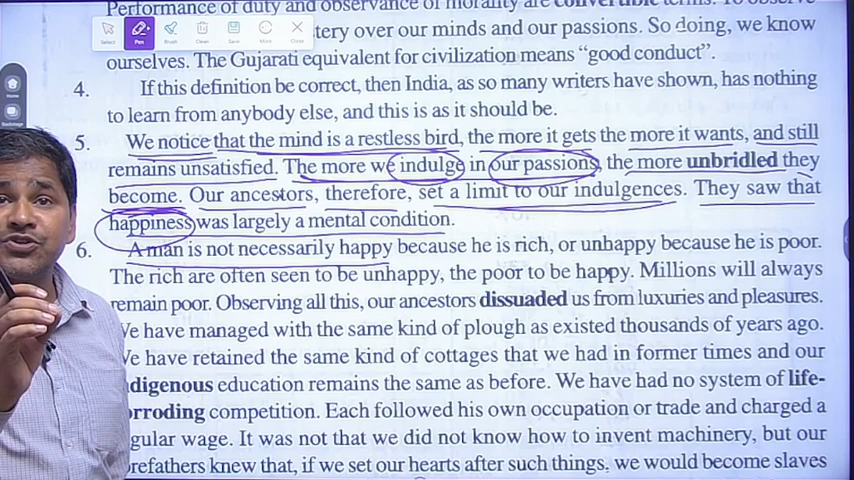 Performance of duty and observance of morality are convertible terms. To observe
Select
Pen
Brush
Clean
Save
More
Close
tery over our minds and our passions. So doing, we know
ourselves. The Gujarati equivalent for civilization means “good conduct”.
Home
4. If this definition be correct, then India, as so many writers have shown, has nothing
to learn from anybody else, and this is as it should be.
Backstage
5. We notice that the mind is a restless bird, the more it gets the more it wants, and still
remains unsatisfied. The more we indulge in our passions, the more unbridled they
become. Our ancestors, therefore, set a limit to our indulgences. They saw that
happiness was largely a mental condition.
6. A man is not necessarily happy because he is rich, or unhappy because he is poor.
The rich are often seen to be unhappy, the poor to be happy. Millions will always
remain poor. Observing all this, our ancestors dissuaded us from luxuries and pleasures.
We have managed with the same kind of plough as existed thousands of years ago.
We have retained the same kind of cottages that we had in former times and our
digenous education remains the same as before. We have had no system of life-
rroding competition. Each followed his own occupation or trade and charged a
gular wage. It was not that we did not know how to invent machinery, but our
refathers knew that, if we set our hearts after such things, we would become slaves